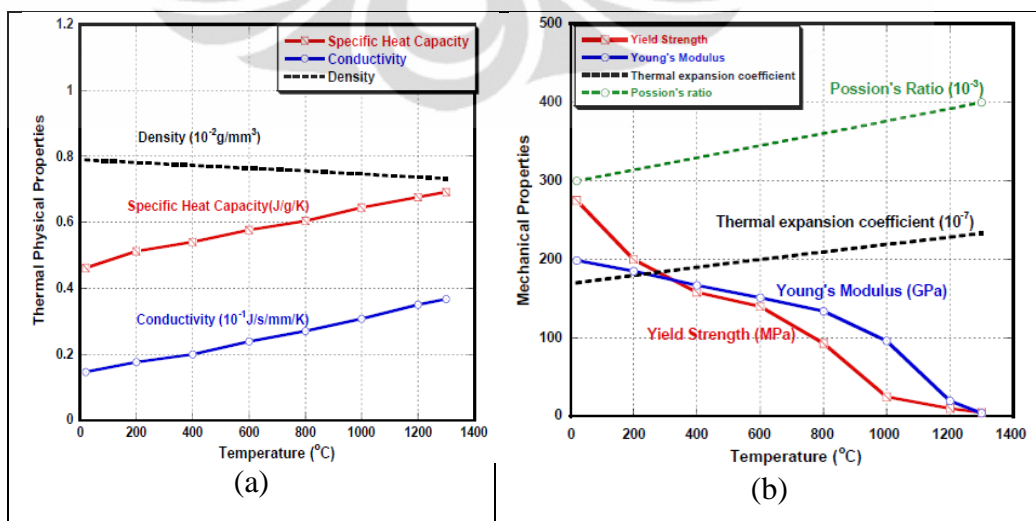 1.2
1
0.8
0.6
0.4
0.2
0
Specific Heat Capacity
Conductivity
Density
Density (10⁻²g/mm³)
Specific Heat Capacity(J/g/K)
Conductivity (10⁻¹J/s/mm/K)
Thermal Physical Properties
0 200 400 600 800 1000 1200 1400
Temperature (°C)
(a)
500
400
300
200
100
0
Yield Strength
Young's Modulus
Thermal expansion coefficient
Possion's ratio
Possion's Ratio (10⁻³)
Thermal expansion coefficient (10⁻⁷)
Young's Modulus (GPa)
Yield Strength (MPa)
Mechanical Properties
0 200 400 600 800 1000 1200 1400
Temperature (°C)
(b)